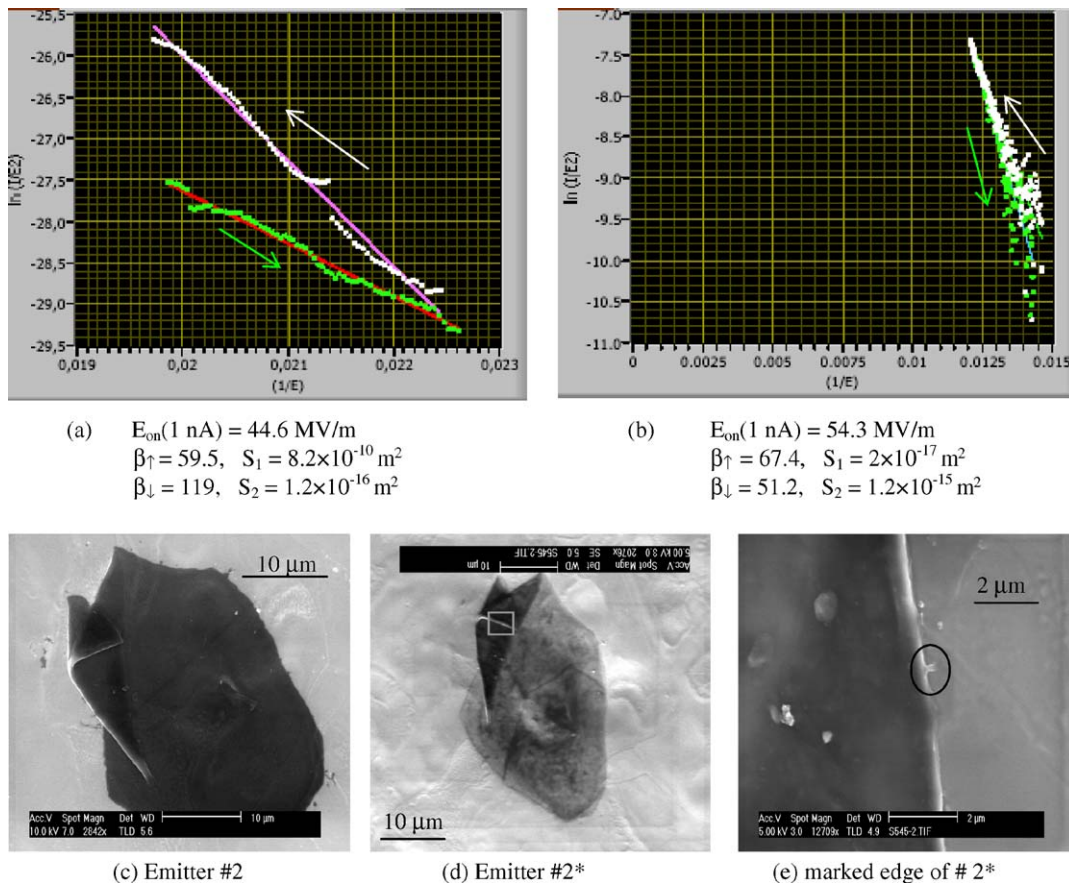 -25,5
-26,0
-26,5
-27,0
-27,5
-28,0
-28,5
-29,0
-29,5
ln (I/E2)
0,019 0,02 0,021 0,022 0,023
(1/E)
-7.0
-8.0
-8.5
-9.0
-9.5
-10.0
-10.5
-11.0
ln (I/E2)
0 0.0025 0.005 0.0075 0.01 0.0125 0.015
(1/E)
(a) E_on(1 nA) = 44.6 MV/m
β↑ = 59.5, S₁ = 8.2×10⁻¹⁰ m²
β↓ = 119, S₂ = 1.2×10⁻¹⁶ m²
(b) E_on(1 nA) = 54.3 MV/m
β↑ = 67.4, S₁ = 2×10⁻¹⁷ m²
β↓ = 51.2, S₂ = 1.2×10⁻¹⁵ m²
10 μm
Acc.V Spot Magn Det WD 10 μm
10.0 kV 7.0 2842x TLD 5.6
(c) Emitter #2
Acc.V Spot Magn Det WD 10 μm
5.00 kV 3.0 2076x SE 5.0 S545-2.TIF
10 μm
(d) Emitter #2*
2 μm
Acc.V Spot Magn Det WD 2 μm
5.00 kV 3.0 12709x TLD 4.9 S545-2.TIF
(e) marked edge of # 2*